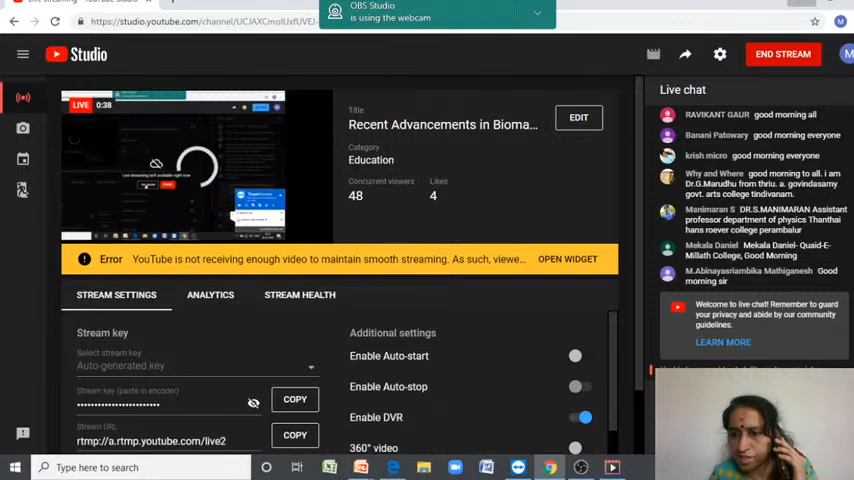 Live streaming - YouTube Studio
OBS Studio
is using the webcam
studio.youtube.com/channel/UCJAXCmolUxfUVEJ-
M
Studio
END STREAM
M
LIVE 0:38
Live streaming isn't available right now
Title
Recent Advancements in Bioma...
EDIT
Category
Education
Concurrent viewers
Likes
48
4
Error YouTube is not receiving enough video to maintain smooth streaming. As such, viewe... OPEN WIDGET
STREAM SETTINGS
ANALYTICS
STREAM HEALTH
Stream key
Select stream key
Auto-generated key
Stream key (paste in encoder)
COPY
Stream URL
rtmp://a.rtmp.youtube.com/live2
COPY
Additional settings
Enable Auto-start
Enable Auto-stop
Enable DVR
360° video
Live chat
RAVIKANT GAUR good morning all
Banani Patowary good morning everyone
krish micro good morning everyone
Why and Where good morning to all. i am
Dr.G.Marudhu from thriu. a. govindasamy
govt. arts college tindivanam.
Manimaran S DR.S.MANIMARAN Assistant
professor department of physics Thanthai
hans roever college perambalur
Mekala Daniel Mekala Daniel- Quaid-E-
Millath College, Good Morning
M.Abinayasriambika Mathiganesh Good
morning sir
Welcome to live chat! Remember to guard
your privacy and abide by our community
guidelines.
LEARN MORE
Type here to search